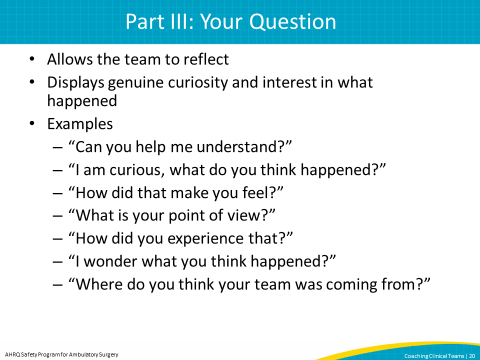 Part III: Your Question
• Allows the team to reflect
• Displays genuine curiosity and interest in what
happened
• Examples
– “Can you help me understand?”
– “I am curious, what do you think happened?”
– “How did that make you feel?”
– “What is your point of view?”
– “How did you experience that?”
– “I wonder what you think happened?”
– “Where do you think your team was coming from?”
AHRQ Safety Program for Ambulatory Surgery
Coaching Clinical Teams | 20